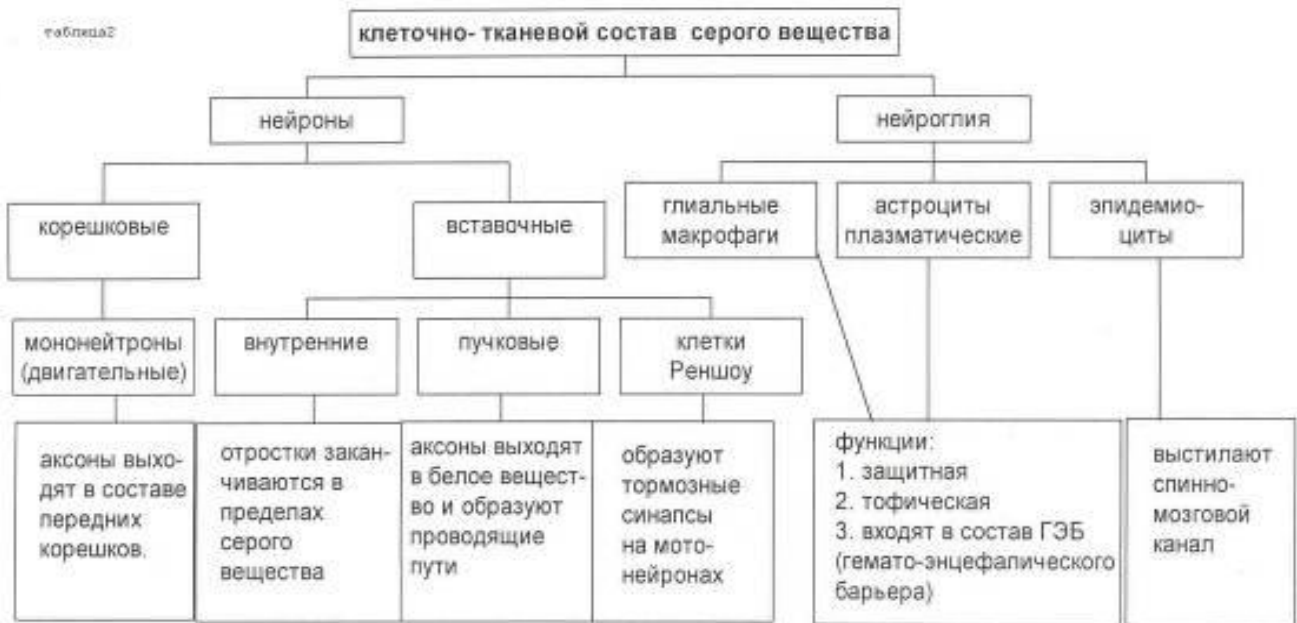 таблица2
клеточно- тканевой состав серого вещества
нейроны
нейроглия
корешковые
вставочные
глиальные
макрофаги
астроциты
плазматические
эпидемио-
циты
мононейтроны
(двигательные)
внутренние
пучковые
клетки
Реншоу
аксоны выхо-
дят в составе
передних
корешков.
отростки закан-
чиваются в
пределах
серого
вещества
аксоны выходят
в белое вещест-
во и образуют
проводящие
пути
образуют
тормозные
синапсы
на мото-
нейронах
функции:
1. защитная
2. тофическая
3. входят в состав ГЭБ
(гемато-энцефалического
барьера)
выстилают
спинно-
мозговой
канал